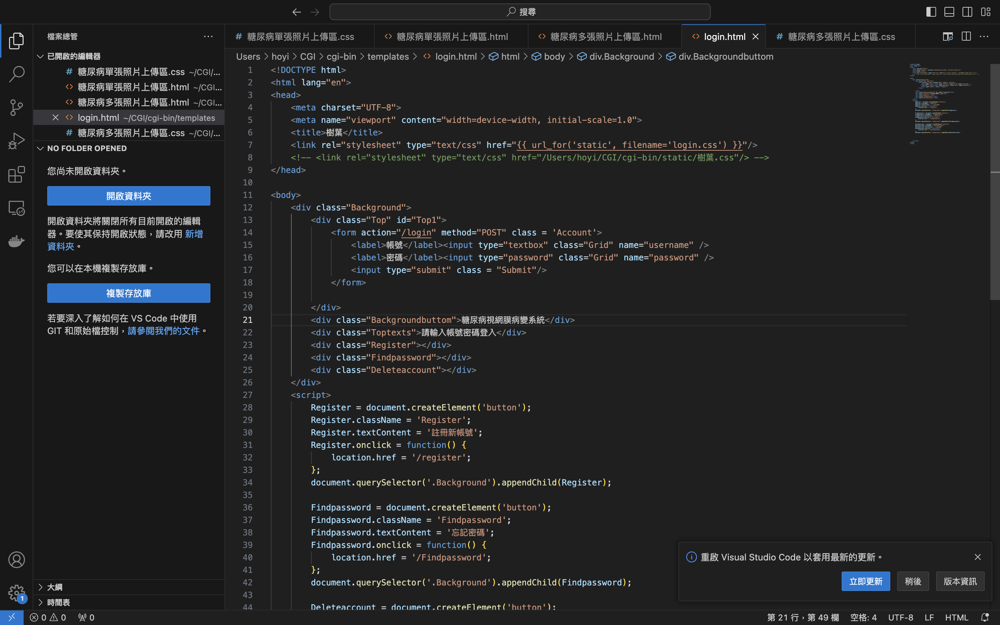 搜尋
檔案總管
已開啟的編輯器
# 糖尿病單張照片上傳區.css ~/CGI/...
<> 糖尿病單張照片上傳區.html ~/CGI...
<> 糖尿病多張照片上傳區.html ~/CGI...
<> login.html ~/CGI/cgi-bin/templates
# 糖尿病多張照片上傳區.css ~/CGI/...
NO FOLDER OPENED
您尚未開啟資料夾。
開啟資料夾
開啟資料夾將關閉所有目前開啟的編輯
器。要使其保持開啟狀態，請改用 新增
資料夾。
您可以在本機複製存放庫。
複製存放庫
若要深入了解如何在 VS Code 中使用
GIT 和原始檔控制，請參閱我們的文件。
大綱
時間表
1
# 糖尿病單張照片上傳區.css <> 糖尿病單張照片上傳區.html <> 糖尿病多張照片上傳區.html <> login.html # 糖尿病多張照片上傳區.css
Users > hoyi > CGI > cgi-bin > templates > <> login.html > html > body > div.Background > div.Backgroundbuttom
1 <!DOCTYPE html>
2 <html lang="en">
3 <head>
4 <meta charset="UTF-8">
5 <meta name="viewport" content="width=device-width, initial-scale=1.0">
6 <title>樹葉</title>
7 <link rel="stylesheet" type="text/css" href="{{ url_for('static', filename='login.css') }}"/>
8 <!-- <link rel="stylesheet" type="text/css" href="/Users/hoyi/CGI/cgi-bin/static/樹葉.css"/> -->
9 </head>
10
11 <body>
12 <div class="Background">
13 <div class="Top" id="Top1">
14 <form action="/login" method="POST" class = 'Account'>
15 <label>帳號</label><input type="textbox" class="Grid" name="username" />
16 <label>密碼</label><input type="password" class="Grid" name="password" />
17 <input type="submit" class = "Submit"/>
18 </form>
19
20 </div>
21 <div class="Backgroundbuttom">糖尿病視網膜病變系統</div>
22 <div class="Toptexts">請輸入帳號密碼登入</div>
23 <div class="Register"></div>
24 <div class="Findpassword"></div>
25 <div class="Deleteaccount"></div>
26 </div>
27 <script>
28 Register = document.createElement('button');
29 Register.className = 'Register';
30 Register.textContent = '註冊新帳號';
31 Register.onclick = function() {
32 location.href = '/register';
33 };
34 document.querySelector('.Background').appendChild(Register);
35
36 Findpassword = document.createElement('button');
37 Findpassword.className = 'Findpassword';
38 Findpassword.textContent = '忘記密碼';
39 Findpassword.onclick = function() {
40 location.href = '/Findpassword';
41 };
42 document.querySelector('.Background').appendChild(Findpassword);
43
44 Deleteaccount = document.createElement('button');
重啟 Visual Studio Code 以套用最新的更新。
立即更新 稍後 版本資訊
0 0 0 第 21 行，第 49 欄 空格: 4 UTF-8 LF HTML